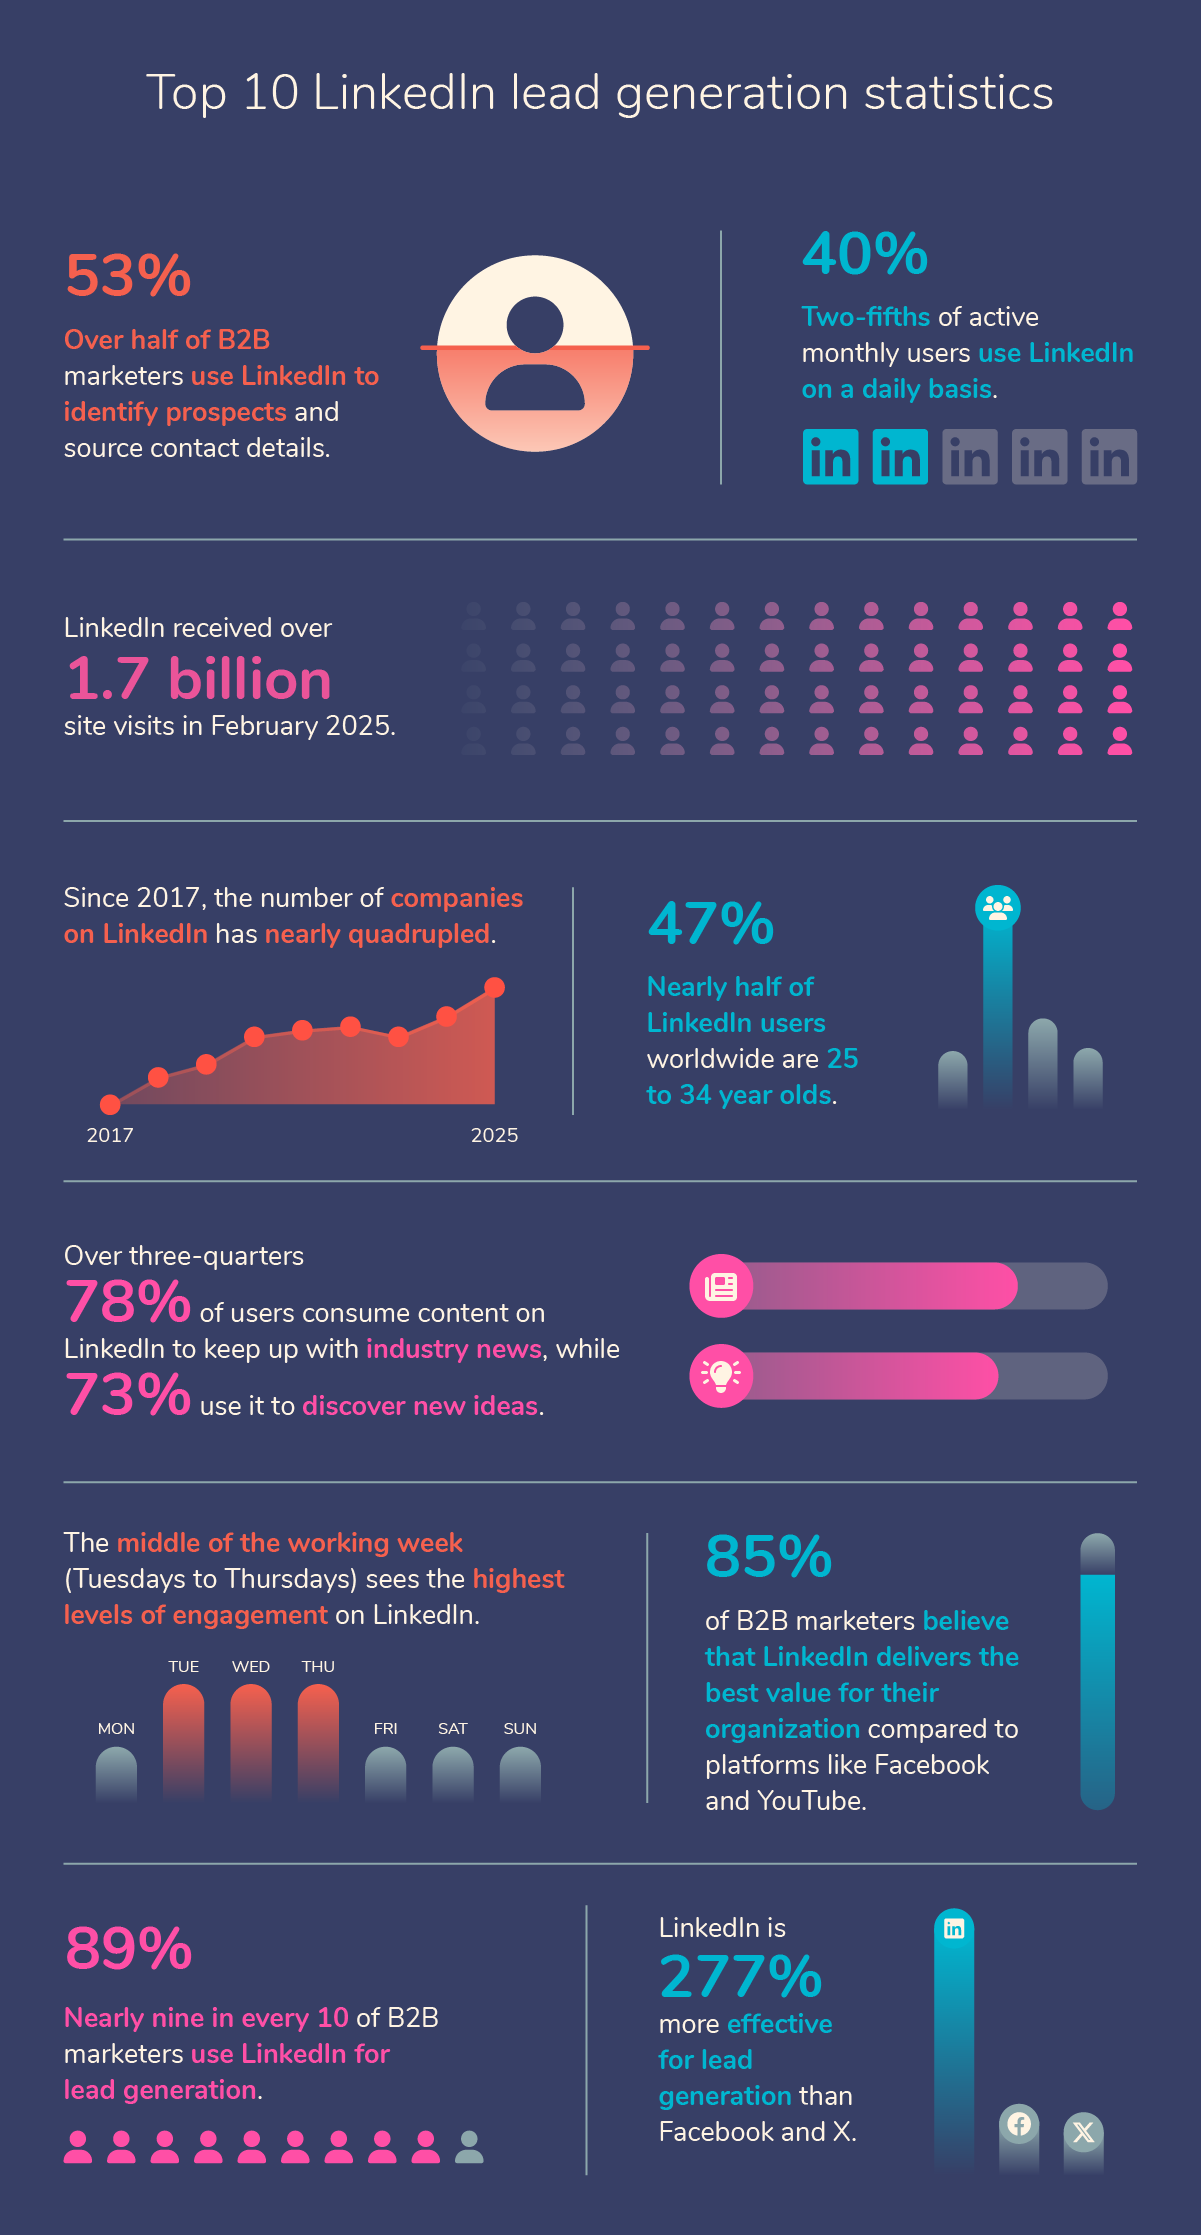 Top 10 LinkedIn lead generation statistics
53%
Over half of B2B
marketers use LinkedIn to
identify prospects and
source contact details.
40%
Two-fifths of active
monthly users use LinkedIn
on a daily basis.
in in in in in
LinkedIn received over
1.7 billion
site visits in February 2025.
Since 2017, the number of companies
on LinkedIn has nearly quadrupled.
2017 2025
47%
Nearly half of
LinkedIn users
worldwide are 25
to 34 year olds.
Over three-quarters
78% of users consume content on
LinkedIn to keep up with industry news, while
73% use it to discover new ideas.
The middle of the working week
(Tuesdays to Thursdays) sees the highest
levels of engagement on LinkedIn.
TUE WED THU
MON FRI SAT SUN
85%
of B2B marketers believe
that LinkedIn delivers the
best value for their
organization compared to
platforms like Facebook
and YouTube.
89%
Nearly nine in every 10 of B2B
marketers use LinkedIn for
lead generation.
LinkedIn is
277%
more effective
for lead
generation than
Facebook and X.
in
f X